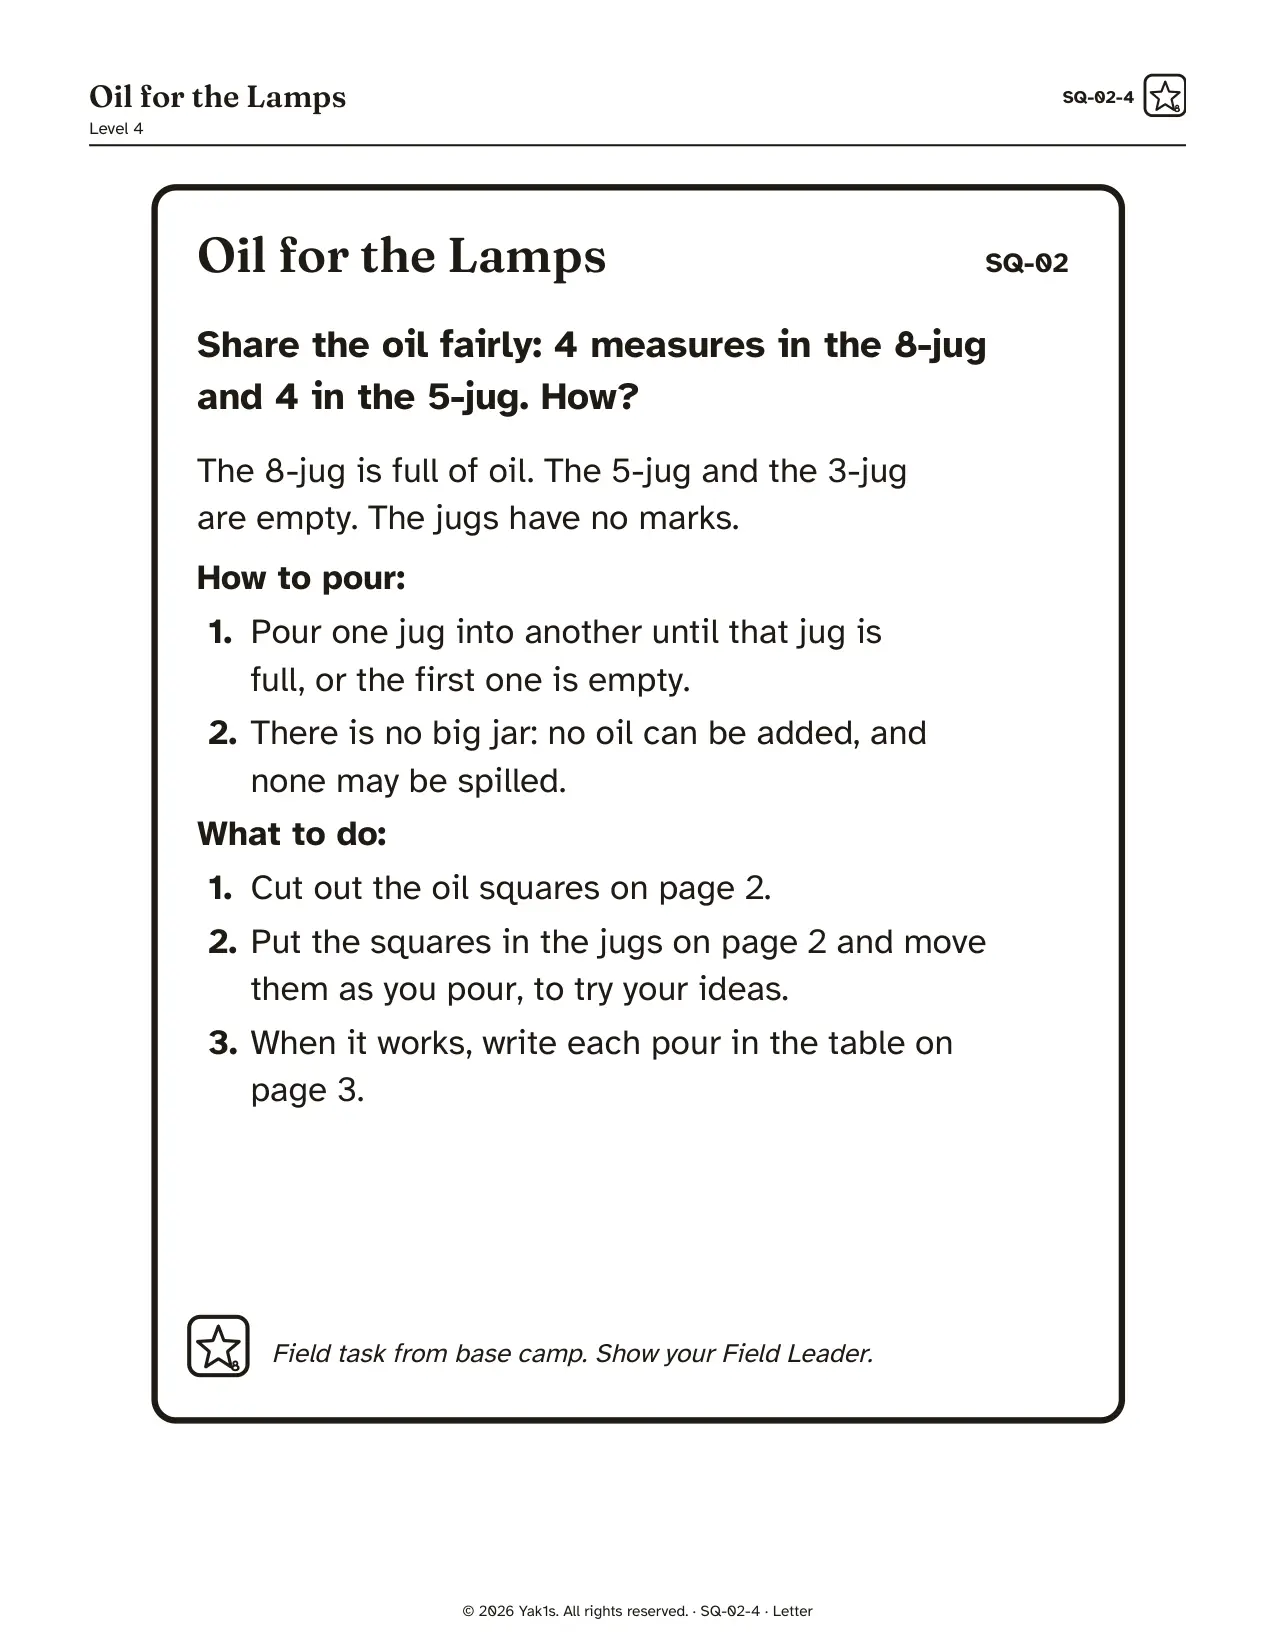 Oil for the Lamps
SQ-02-4
8
Level 4
Oil for the Lamps
SQ-02
Share the oil fairly: 4 measures in the 8-jug
and 4 in the 5-jug. How?
The 8-jug is full of oil. The 5-jug and the 3-jug
are empty. The jugs have no marks.
How to pour:
1. Pour one jug into another until that jug is
full, or the first one is empty.
2. There is no big jar: no oil can be added, and
none may be spilled.
What to do:
1. Cut out the oil squares on page 2.
2. Put the squares in the jugs on page 2 and move
them as you pour, to try your ideas.
3. When it works, write each pour in the table on
page 3.
8
Field task from base camp. Show your Field Leader.
© 2026 Yak1s. All rights reserved. · SQ-02-4 · Letter